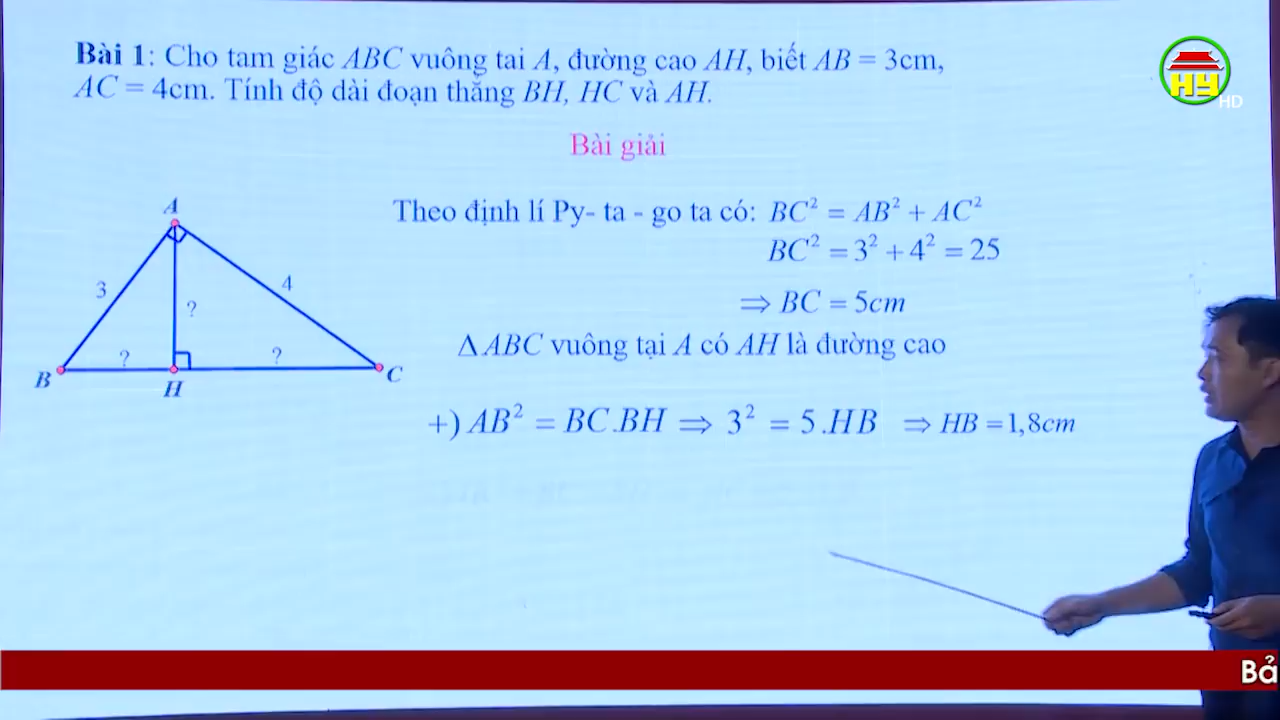 Bài 1: Cho tam giác ABC vuông tai A, đường cao AH, biết AB = 3cm,
AC = 4cm. Tính độ dài đoạn thẳng BH, HC và AH.
Bài giải
Theo định lí Py- ta - go ta có: BC² = AB² + AC²
BC² = 3² + 4² = 25
⇒ BC = 5cm
Δ ABC vuông tại A có AH là đường cao
+) AB² = BC.BH ⇒ 3² = 5.HB ⇒ HB = 1,8cm
A
3
4
?
?
?
B
H
C
HY
HD
Bả